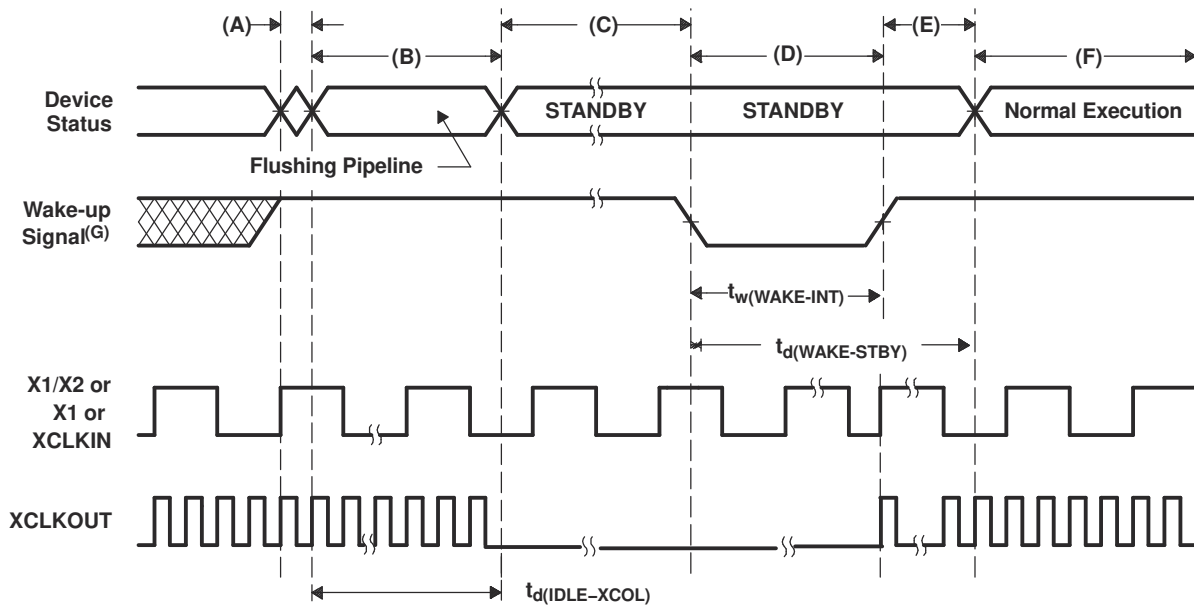 (A)
(C)
(E)
(B)
(D)
(F)
Device
Status
STANDBY
STANDBY
Normal Execution
Flushing Pipeline
Wake-up
Signal(G)
tw(WAKE-INT)
td(WAKE-STBY)
X1/X2 or
X1 or
XCLKIN
XCLKOUT
td(IDLE−XCOL)